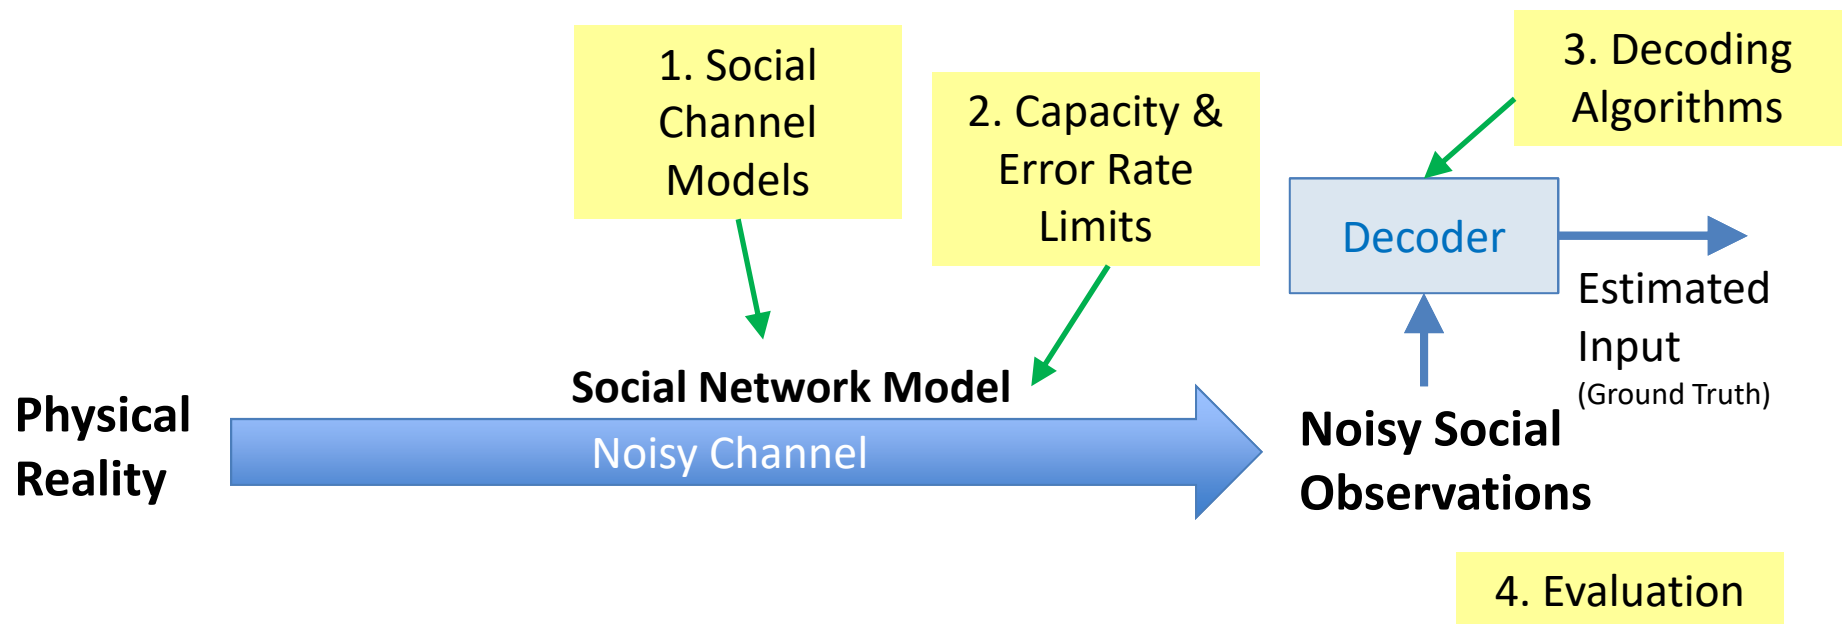 1. Social
Channel
Models
2. Capacity &
Error Rate
Limits
3. Decoding
Algorithms
Decoder
Estimated
Input
(Ground Truth)
Social Network Model
Physical
Reality
Noisy Channel
Noisy Social
Observations
4. Evaluation